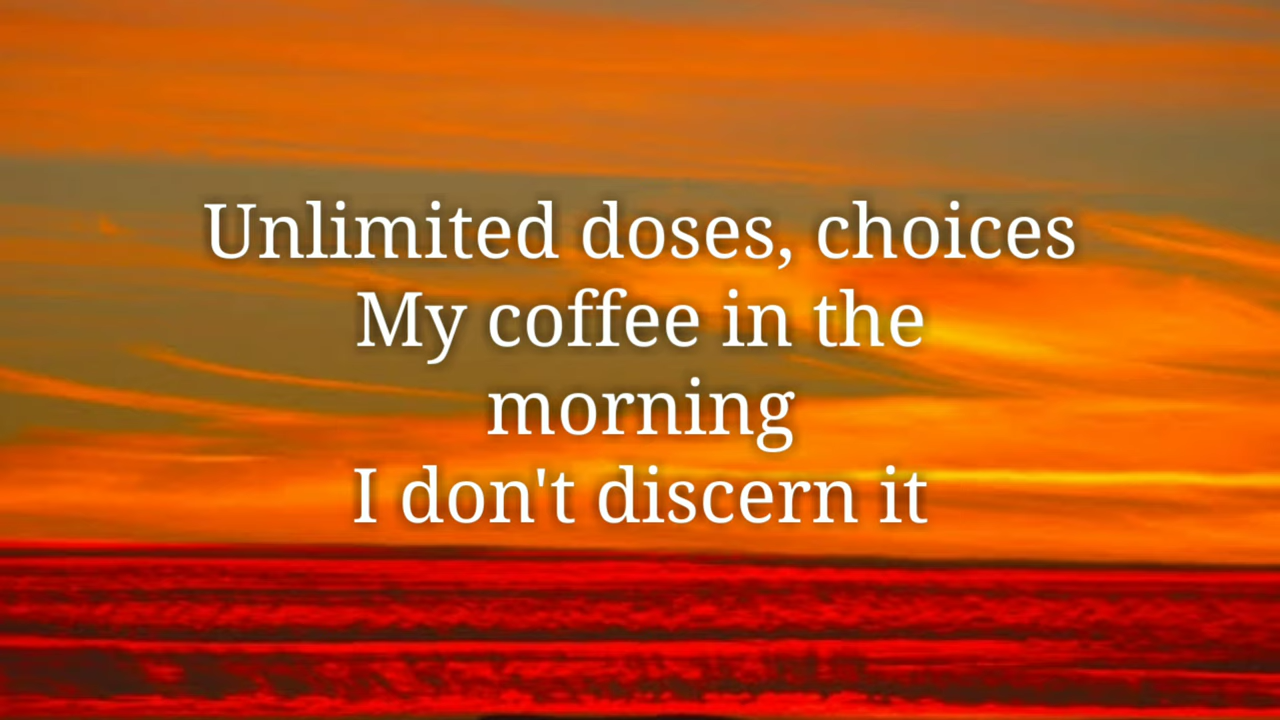 Unlimited doses, choices
My coffee in the
morning
I don't discern it